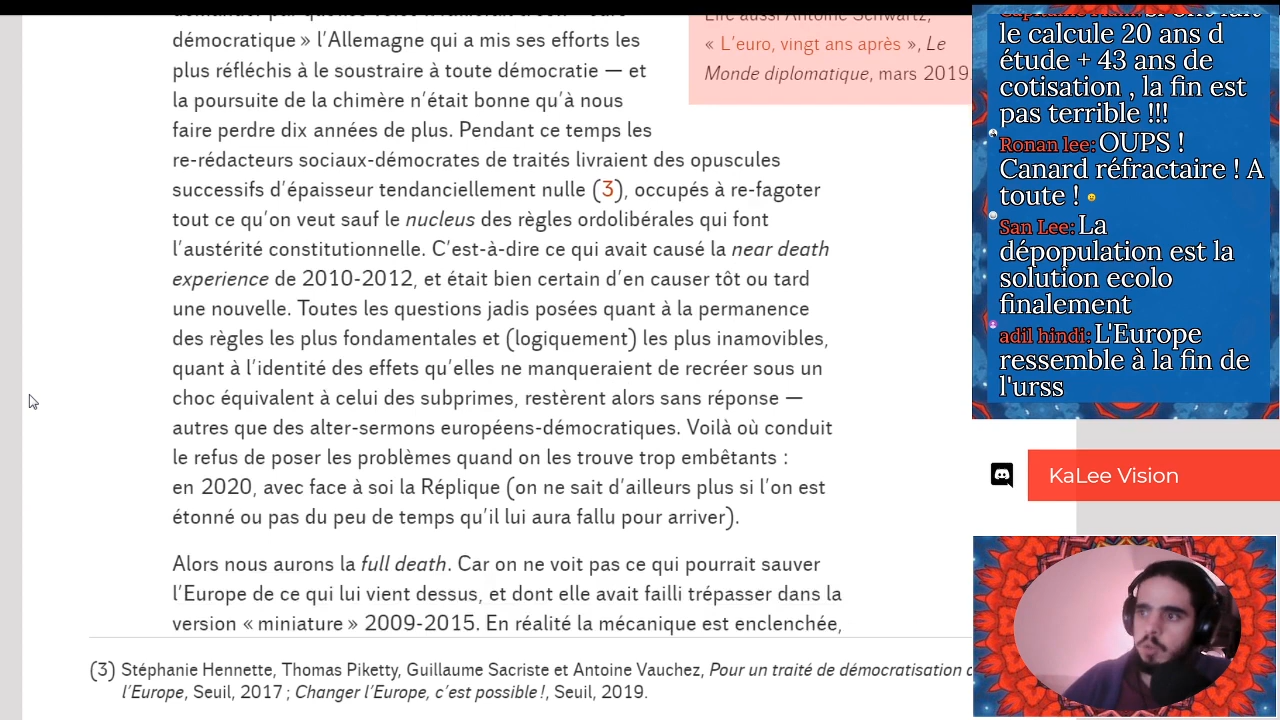 démocratique » l'Allemagne qui a mis ses efforts les
plus réfléchis à le soustraire à toute démocratie — et
la poursuite de la chimère n'était bonne qu'à nous
faire perdre dix années de plus. Pendant ce temps les
re-rédacteurs sociaux-démocrates de traités livraient des opuscules
successifs d'épaisseur tendanciellement nulle (3), occupés à re-fagoter
tout ce qu'on veut sauf le nucleus des règles ordolibérales qui font
l'austérité constitutionnelle. C'est-à-dire ce qui avait causé la near death
experience de 2010-2012, et était bien certain d'en causer tôt ou tard
une nouvelle. Toutes les questions jadis posées quant à la permanence
des règles les plus fondamentales et (logiquement) les plus inamovibles,
quant à l'identité des effets qu'elles ne manqueraient de recréer sous un
choc équivalent à celui des subprimes, restèrent alors sans réponse —
autres que des alter-sermons européens-démocratiques. Voilà où conduit
le refus de poser les problèmes quand on les trouve trop embêtants :
en 2020, avec face à soi la Réplique (on ne sait d'ailleurs plus si l'on est
étonné ou pas du peu de temps qu'il lui aura fallu pour arriver).
Alors nous aurons la full death. Car on ne voit pas ce qui pourrait sauver
l'Europe de ce qui lui vient dessus, et dont elle avait failli trépasser dans la
version « miniature » 2009-2015. En réalité la mécanique est enclenchée,
(3) Stéphanie Hennette, Thomas Piketty, Guillaume Sacriste et Antoine Vauchez, Pour un traité de démocratisation
l'Europe, Seuil, 2017 ; Changer l'Europe, c'est possible !, Seuil, 2019.
Lire aussi Antoine Schwartz,
« L'euro, vingt ans après », Le
Monde diplomatique, mars 2019.
le calcule 20 ans d
étude + 43 ans de
cotisation , la fin est
pas terrible !!!
Ronan lee: OUPS !
Canard réfractaire ! A
toute !
San Lee: La
dépopulation est la
solution ecolo
finalement
adil hindi: L'Europe
ressemble à la fin de
l'urss
KaLee Vision